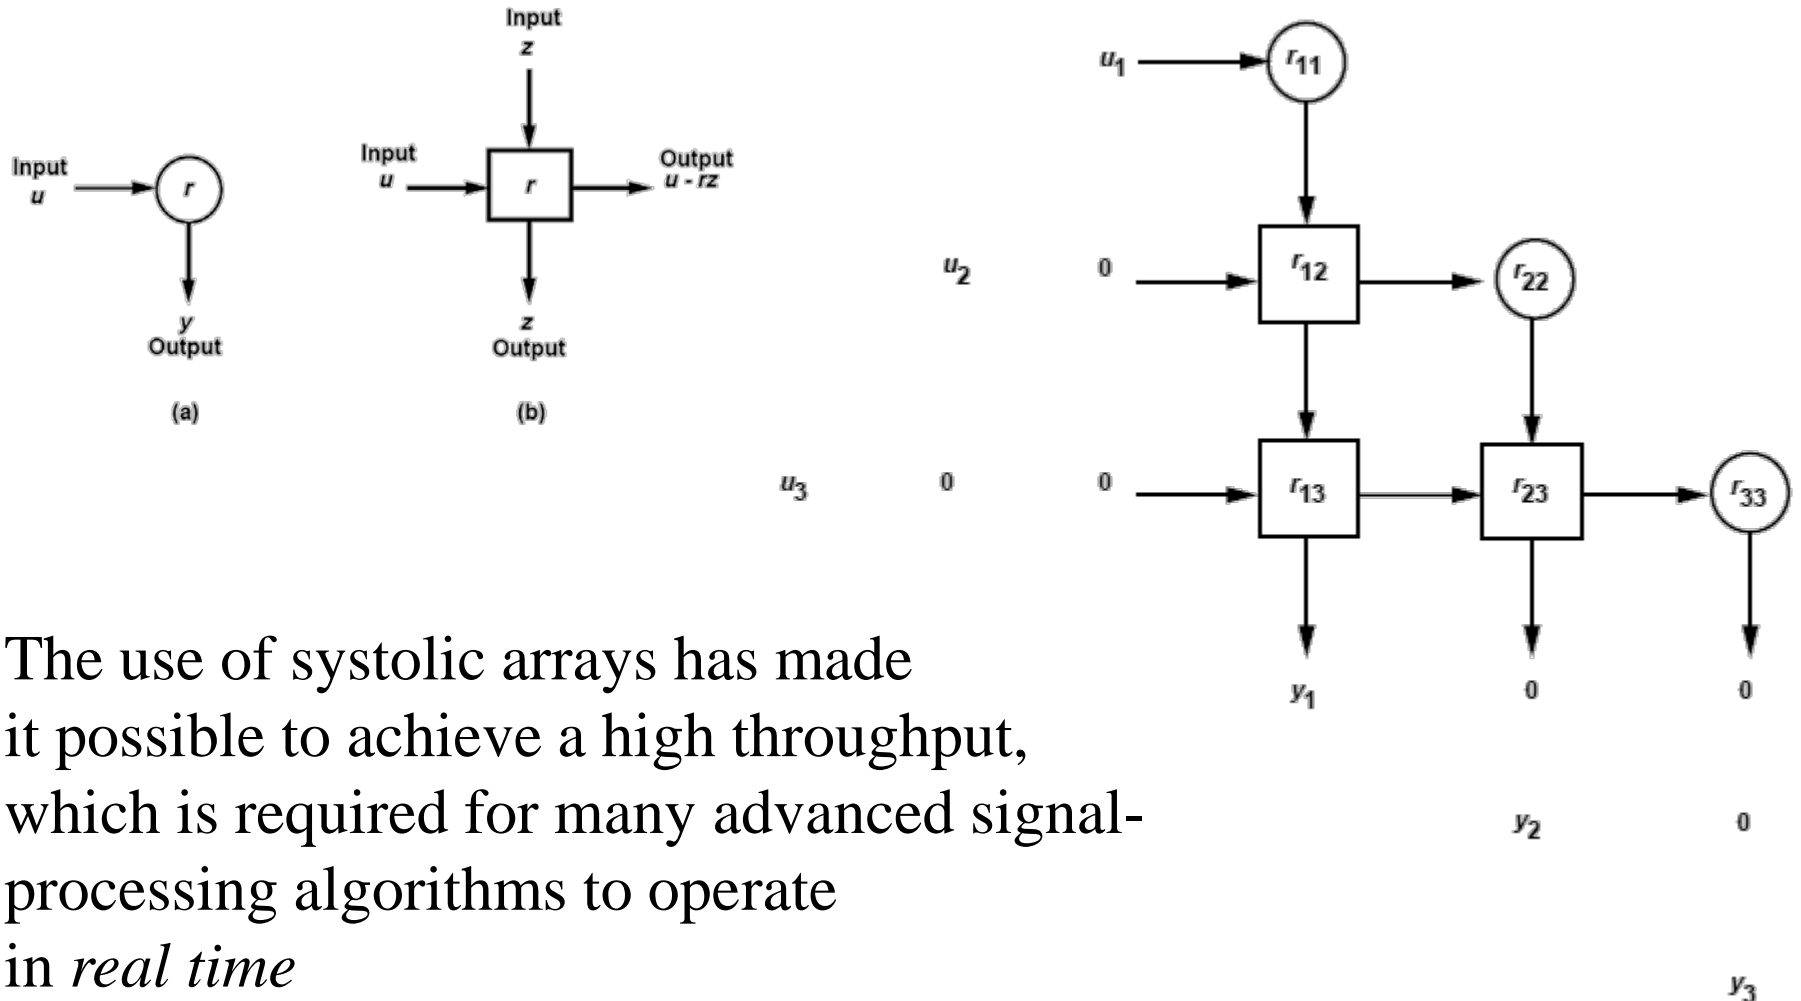 Input
z
Input
u
r
y
Output
(a)
Input
u
r
Output
u - rz
z
Output
(b)
u1
r11
u2
0
r12
r22
u3
0
0
r13
r23
r33
y1
0
0
y2
0
y3
The use of systolic arrays has made
it possible to achieve a high throughput,
which is required for many advanced signal-
processing algorithms to operate
in real time